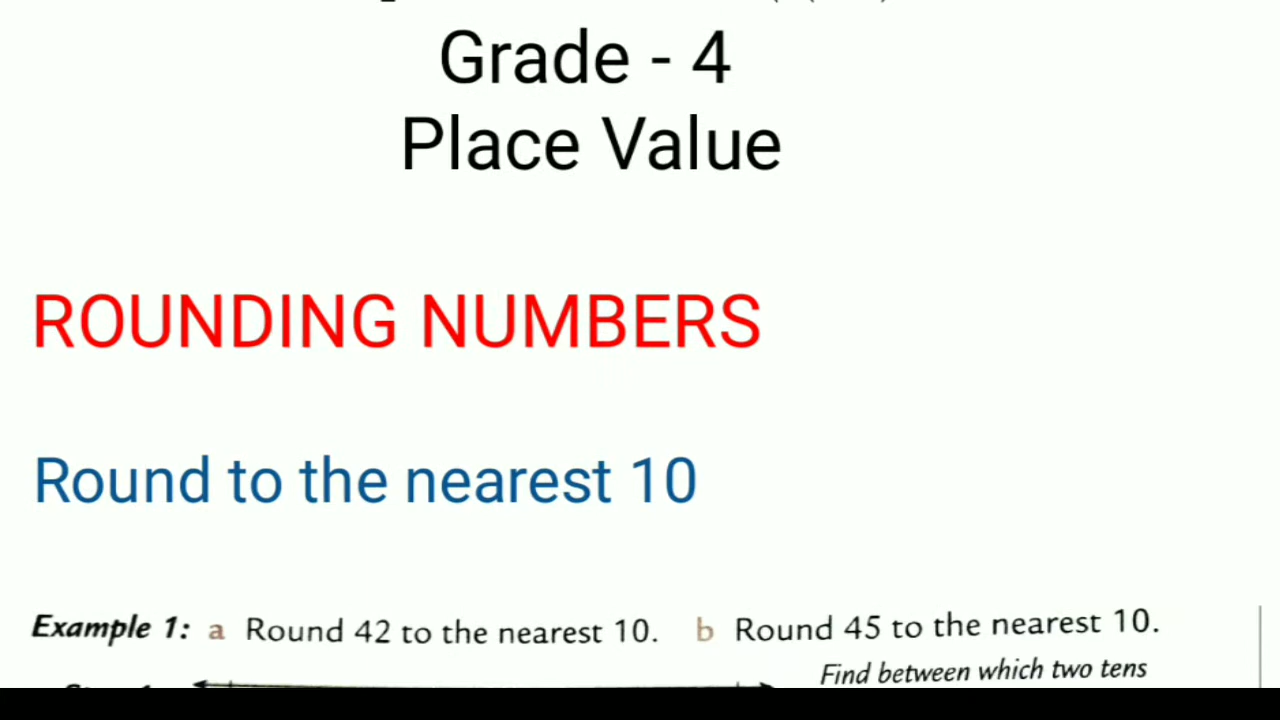 Grade - 4
Place Value
ROUNDING NUMBERS
Round to the nearest 10
Example 1: a Round 42 to the nearest 10. b Round 45 to the nearest 10.
Find between which two tens